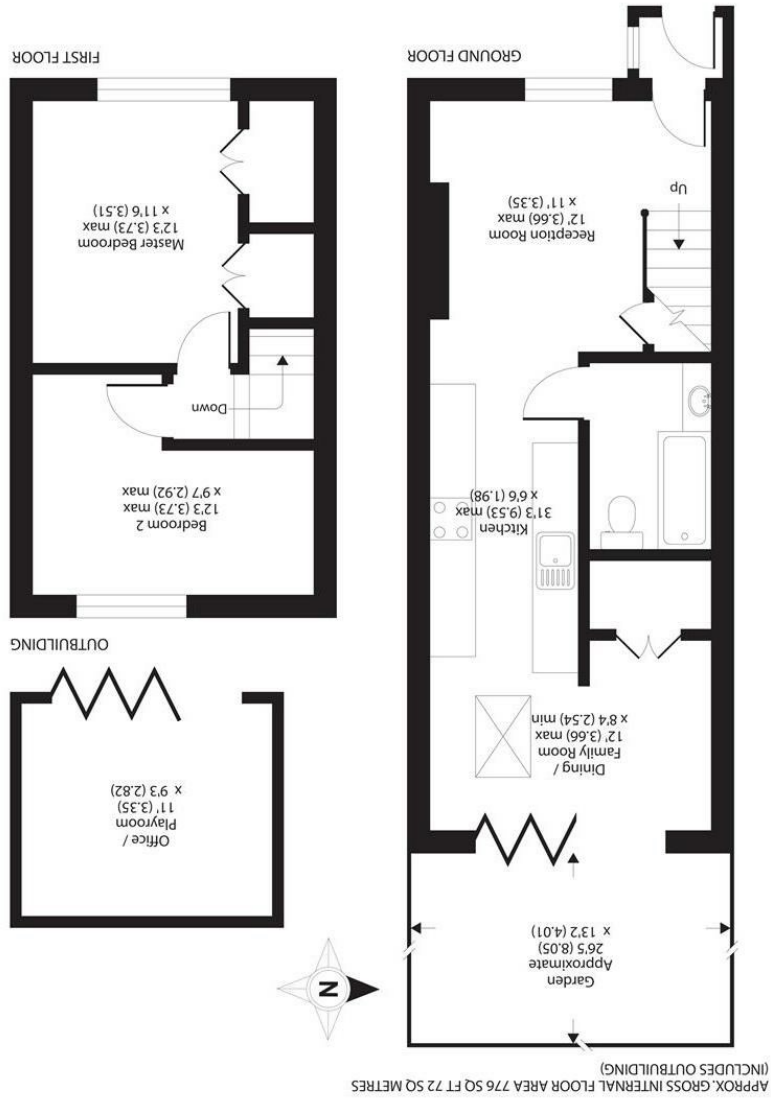 APPROX. GROSS INTERNAL FLOOR AREA 776 SQ FT 72 SQ METRES
(INCLUDES OUTBUILDING)
Garden
Approximate
26'5 (8.05)
x 13'2 (4.01)
N
Dining /
Family Room
12' (3.66) max
x 8'4 (2.54) min
Kitchen
31'3 (9.53) max
x 6'6 (1.98)
Reception Room
12' (3.66) max
x 11' (3.35)
Up
GROUND FLOOR
Office /
Playroom
11' (3.35)
x 9'3 (2.82)
OUTBUILDING
Bedroom 2
12'3 (3.73) max
x 9'7 (2.92) max
Down
Master Bedroom
12'3 (3.73) max
x 11'6 (3.51)
FIRST FLOOR